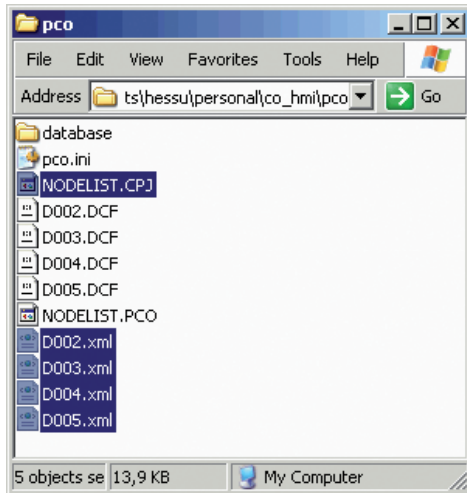 pco
File Edit View Favorites Tools Help
Address ts\hessu\personal\co_hmi\pco Go
database
pco.ini
NODELIST.CPJ
D002.DCF
D003.DCF
D004.DCF
D005.DCF
NODELIST.PCO
D002.xml
D003.xml
D004.xml
D005.xml
5 objects se 13,9 KB My Computer